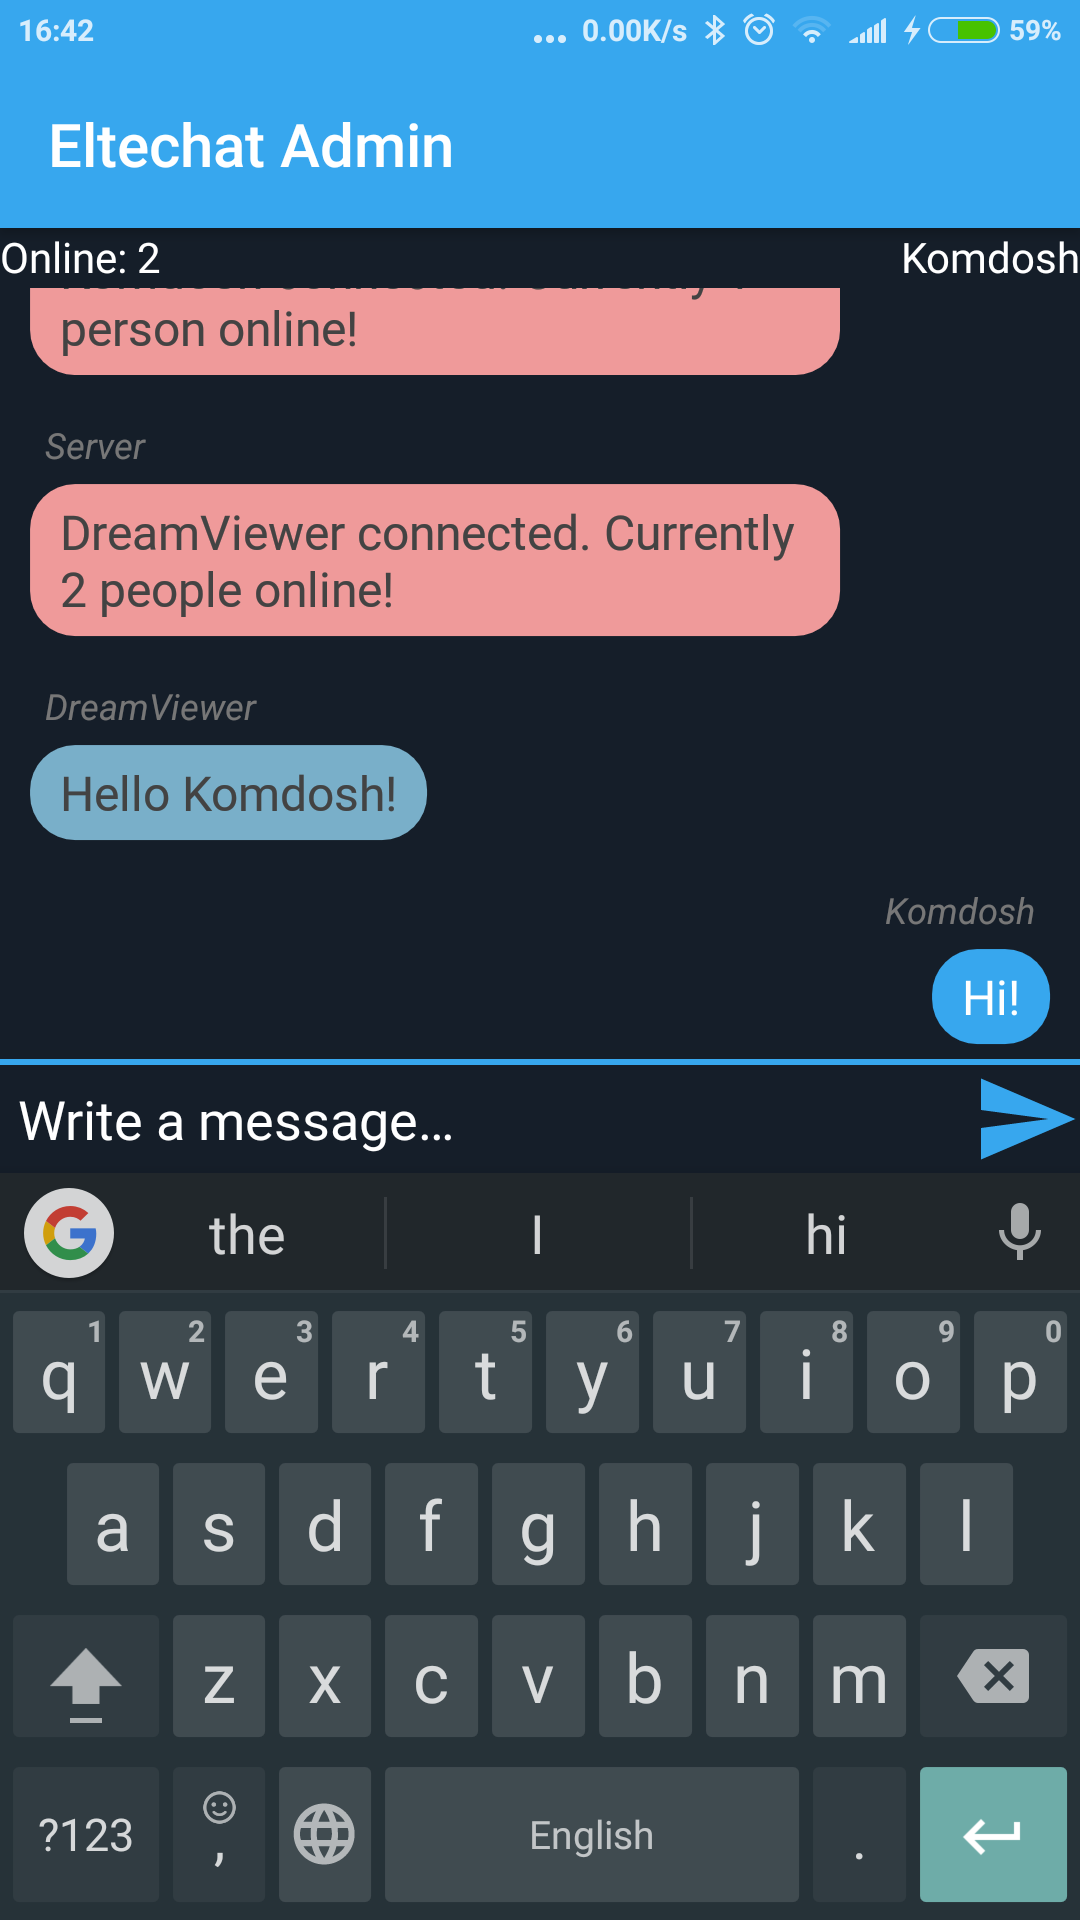 16:42
... 0.00K/s 59%
Eltechat Admin
Online: 2 Komdosh
person online!
Server
DreamViewer connected. Currently
2 people online!
DreamViewer
Hello Komdosh!
Komdosh
Hi!
Write a message...
G the I hi
1 2 3 4 5 6 7 8 9 0
q w e r t y u i o p
a s d f g h j k l
z x c v b n m
?123 , English .